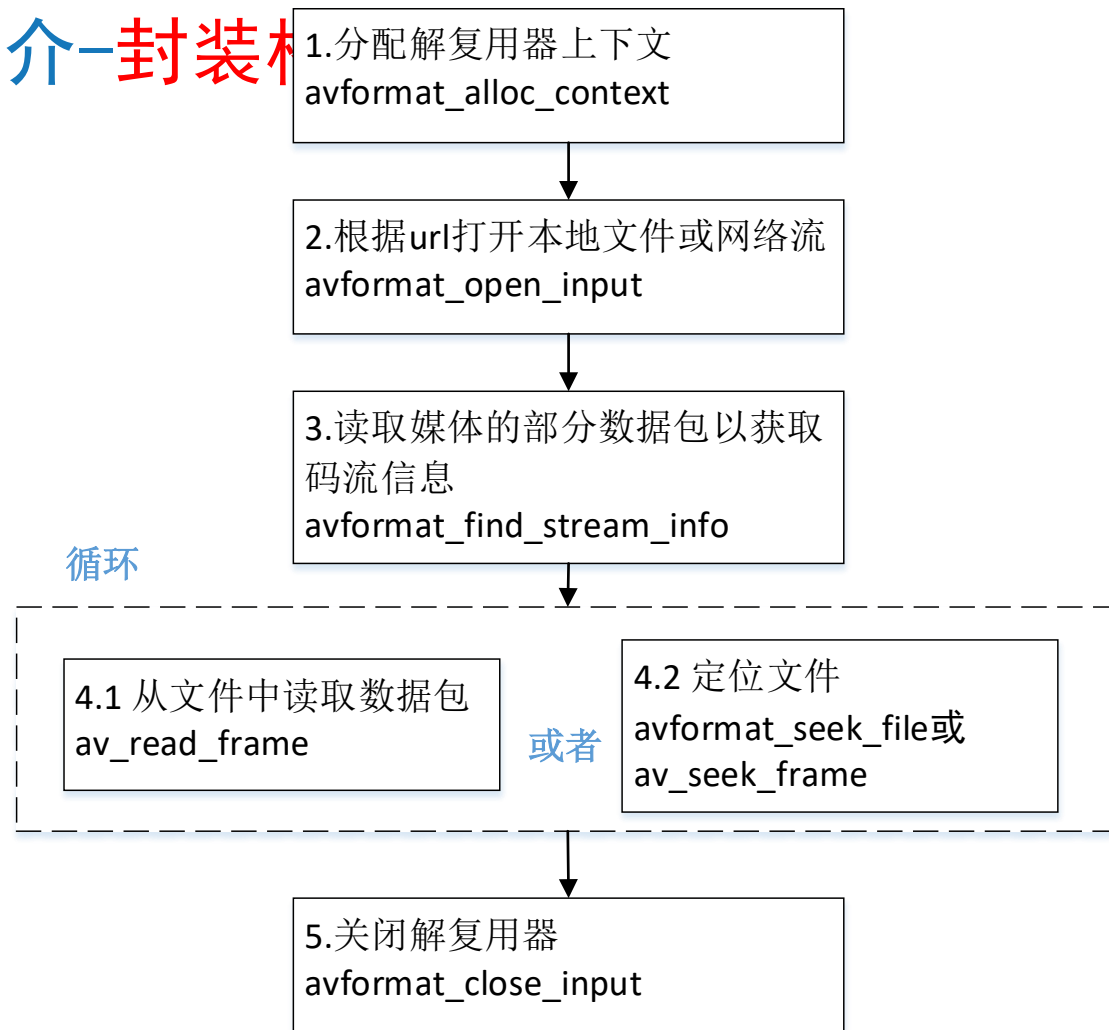 介-封装
1.分配解复用器上下文
avformat_alloc_context
2.根据url打开本地文件或网络流
avformat_open_input
3.读取媒体的部分数据包以获取
码流信息
avformat_find_stream_info
循环
4.1 从文件中读取数据包
av_read_frame
或者
4.2 定位文件
avformat_seek_file或
av_seek_frame
5.关闭解复用器
avformat_close_input